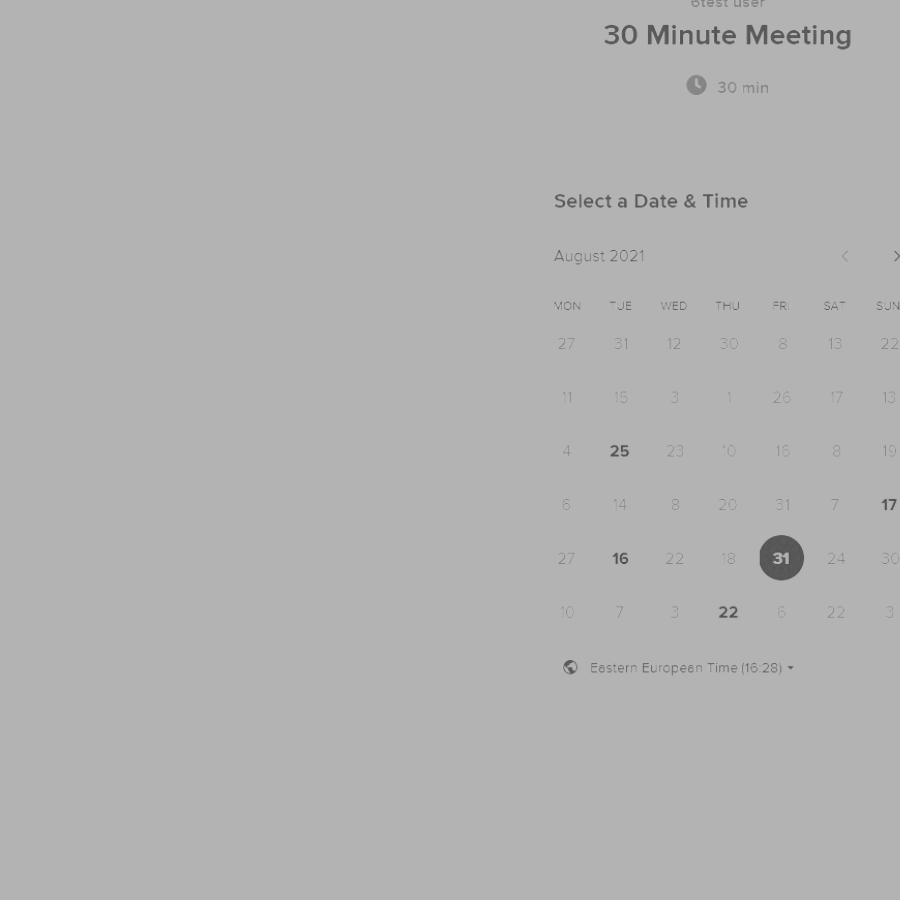 6test user
30 Minute Meeting
30 min
Select a Date & Time
August 2021
MON TUE WED THU FRI SAT SUN
27 31 12 30 8 13 22
11 15 3 1 26 17 13
4 25 23 10 16 8 19
6 14 8 20 31 7 17
27 16 22 18 31 24 30
10 7 3 22 6 22 3
Eastern European Time (16:28)